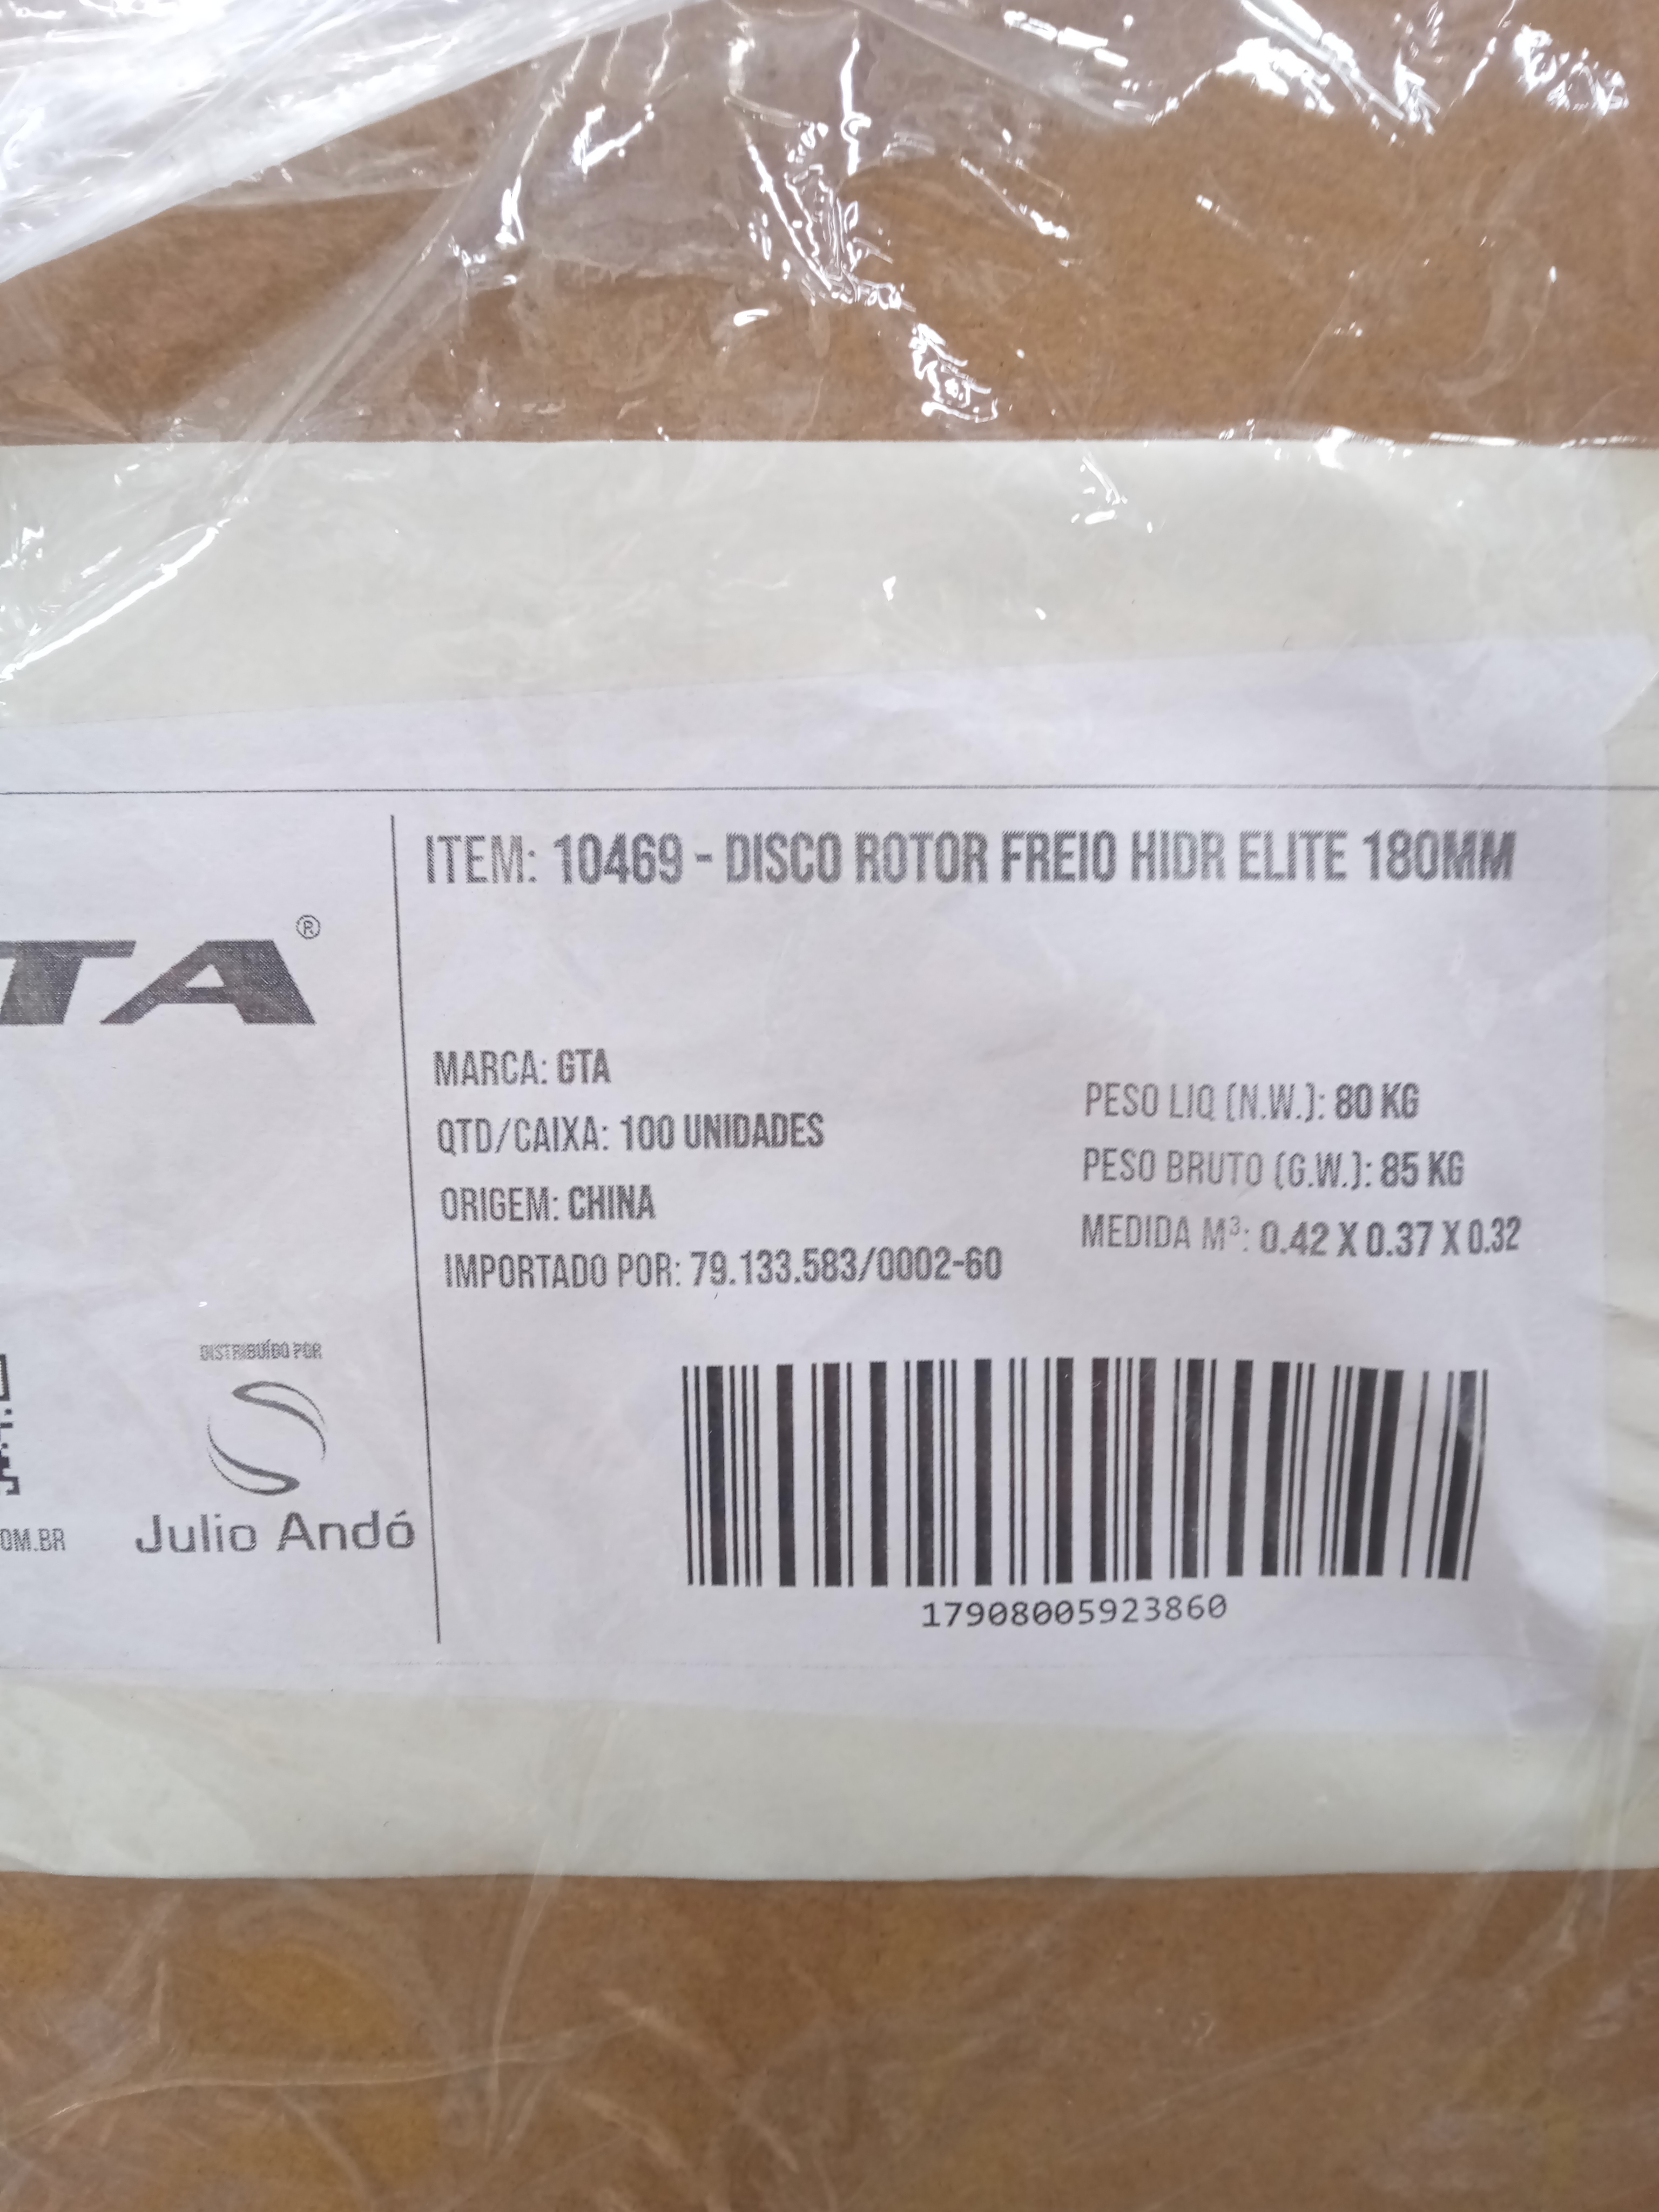 ITEM: 10469 - DISCO ROTOR FREIO HIDR ELITE 180MM
TA®
MARCA: GTA
QTD/CAIXA: 100 UNIDADES
ORIGEM: CHINA
IMPORTADO POR: 79.133.583/0002-60
PESO LIQ (N.W.): 80 KG
PESO BRUTO (G.W.): 85 KG
MEDIDA M³: 0.42 X 0.37 X 0.32
DISTRIBUÍDO POR
Julio Andó
OM.BR
17908005923860